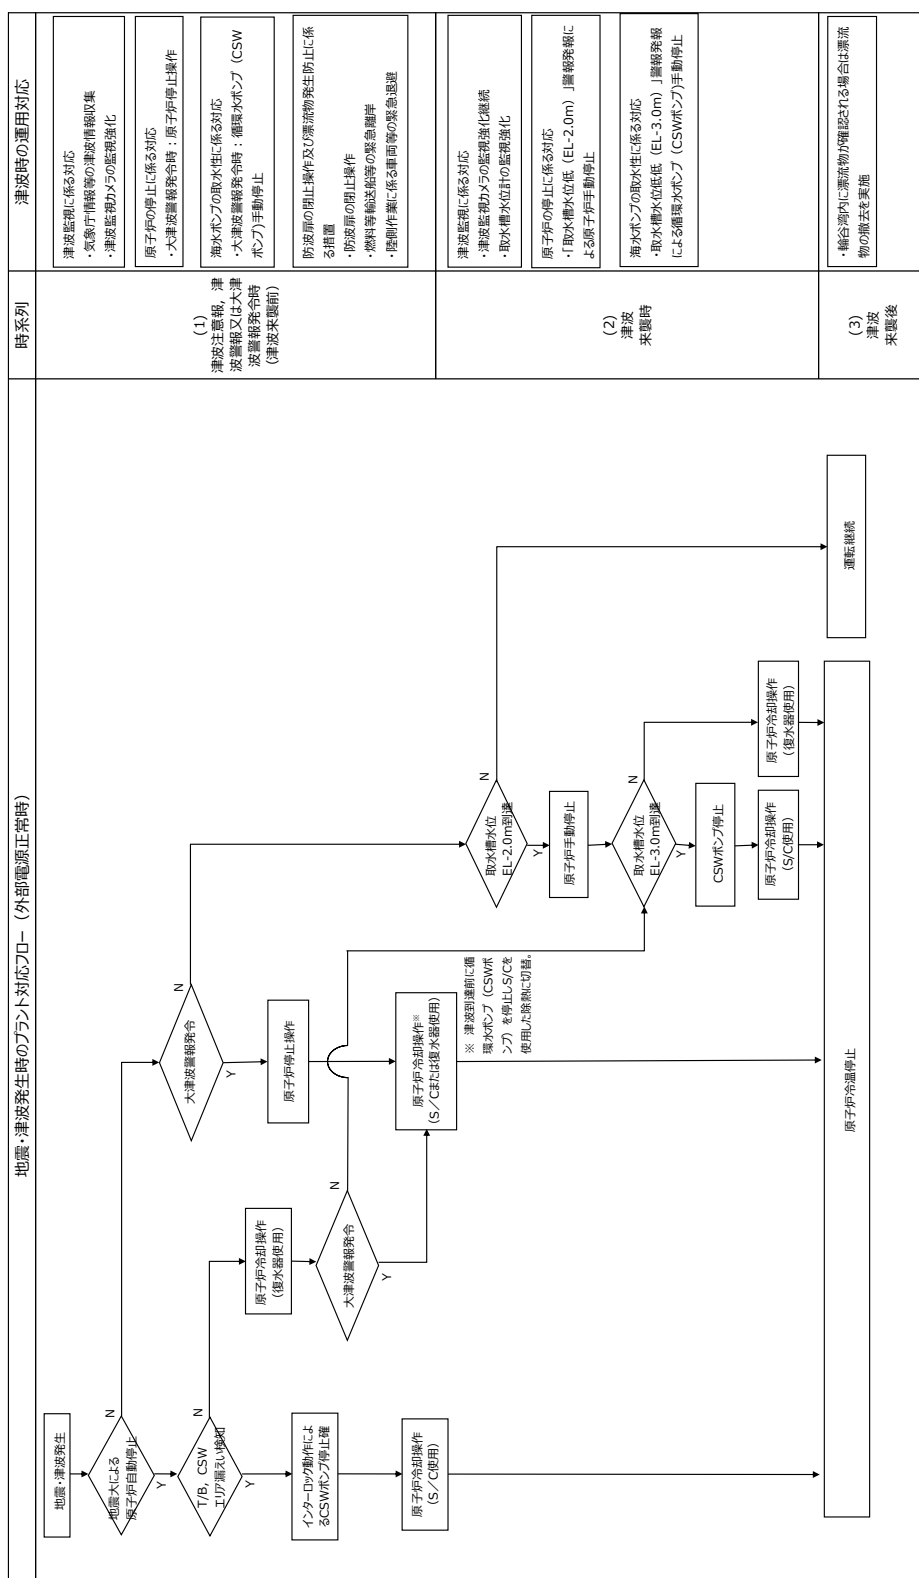 地震・津波発生時のプラント対応フロー（外部電源正常時）
時系列
津波時の運用対応
地震・津波発生
地震大による
原子炉自動停止
N
Y
T/B，CSW
エリア漏えい検知
N
Y
インターロック動作によ
るCSWポンプ停止確
原子炉冷却操作
（S／C使用）
原子炉冷却操作
（復水器使用）
大津波警報発令
N
Y
大津波警報発令
N
Y
原子炉停止操作
原子炉冷却操作※
（S／Cまたは復水器使用）
※ 津波到達前に循
環水ポンプ（CSWポ
ンプ）を停止しS/Cを
使用した除熱に切替。
取水槽水位
EL-2.0m到達
N
Y
原子炉手動停止
取水槽水位
EL-3.0m到達
N
Y
CSWポンプ停止
原子炉冷却操作
（S/C使用）
原子炉冷却操作
（復水器使用）
原子炉冷温停止
運転継続
（1）
津波注意報，津
波警報又は大津
波警報発令時
（津波来襲前）
（2）
津波
来襲時
（3）
津波
来襲後
津波監視に係る対応
・気象庁情報等の津波情報収集
・津波監視カメラの監視強化
原子炉の停止に係る対応
・大津波警報発令時：原子炉停止操作
海水ポンプの取水性に係る対応
・大津波警報発令時：循環水ポンプ（CSW
ポンプ)手動停止
防波扉の閉止操作及び漂流物発生防止に係
る措置
・防波扉の閉止操作
・燃料等輸送船等の緊急離岸
・陸側作業に係る車両等の緊急退避
津波監視に係る対応
・津波監視カメラの監視強化継続
・取水槽水位計の監視強化
原子炉の停止に係る対応
・「取水槽水位低（EL-2.0m）」警報発報に
よる原子炉手動停止
海水ポンプの取水性に係る対応
・取水槽水位低低（EL-3.0m）」警報発報
による循環水ポンプ（CSWポンプ)手動停止
・輪谷湾内に漂流物が確認される場合は漂流
物の撤去を実施